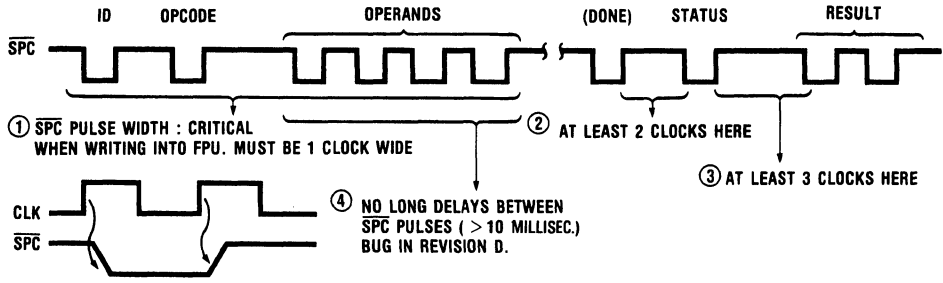 ID OPCODE OPERANDS (DONE) STATUS RESULT
SPC
① SPC PULSE WIDTH : CRITICAL
WHEN WRITING INTO FPU. MUST BE 1 CLOCK WIDE
② AT LEAST 2 CLOCKS HERE
③ AT LEAST 3 CLOCKS HERE
④ NO LONG DELAYS BETWEEN
SPC PULSES ( > 10 MILLISEC.)
BUG IN REVISION D.
CLK
SPC